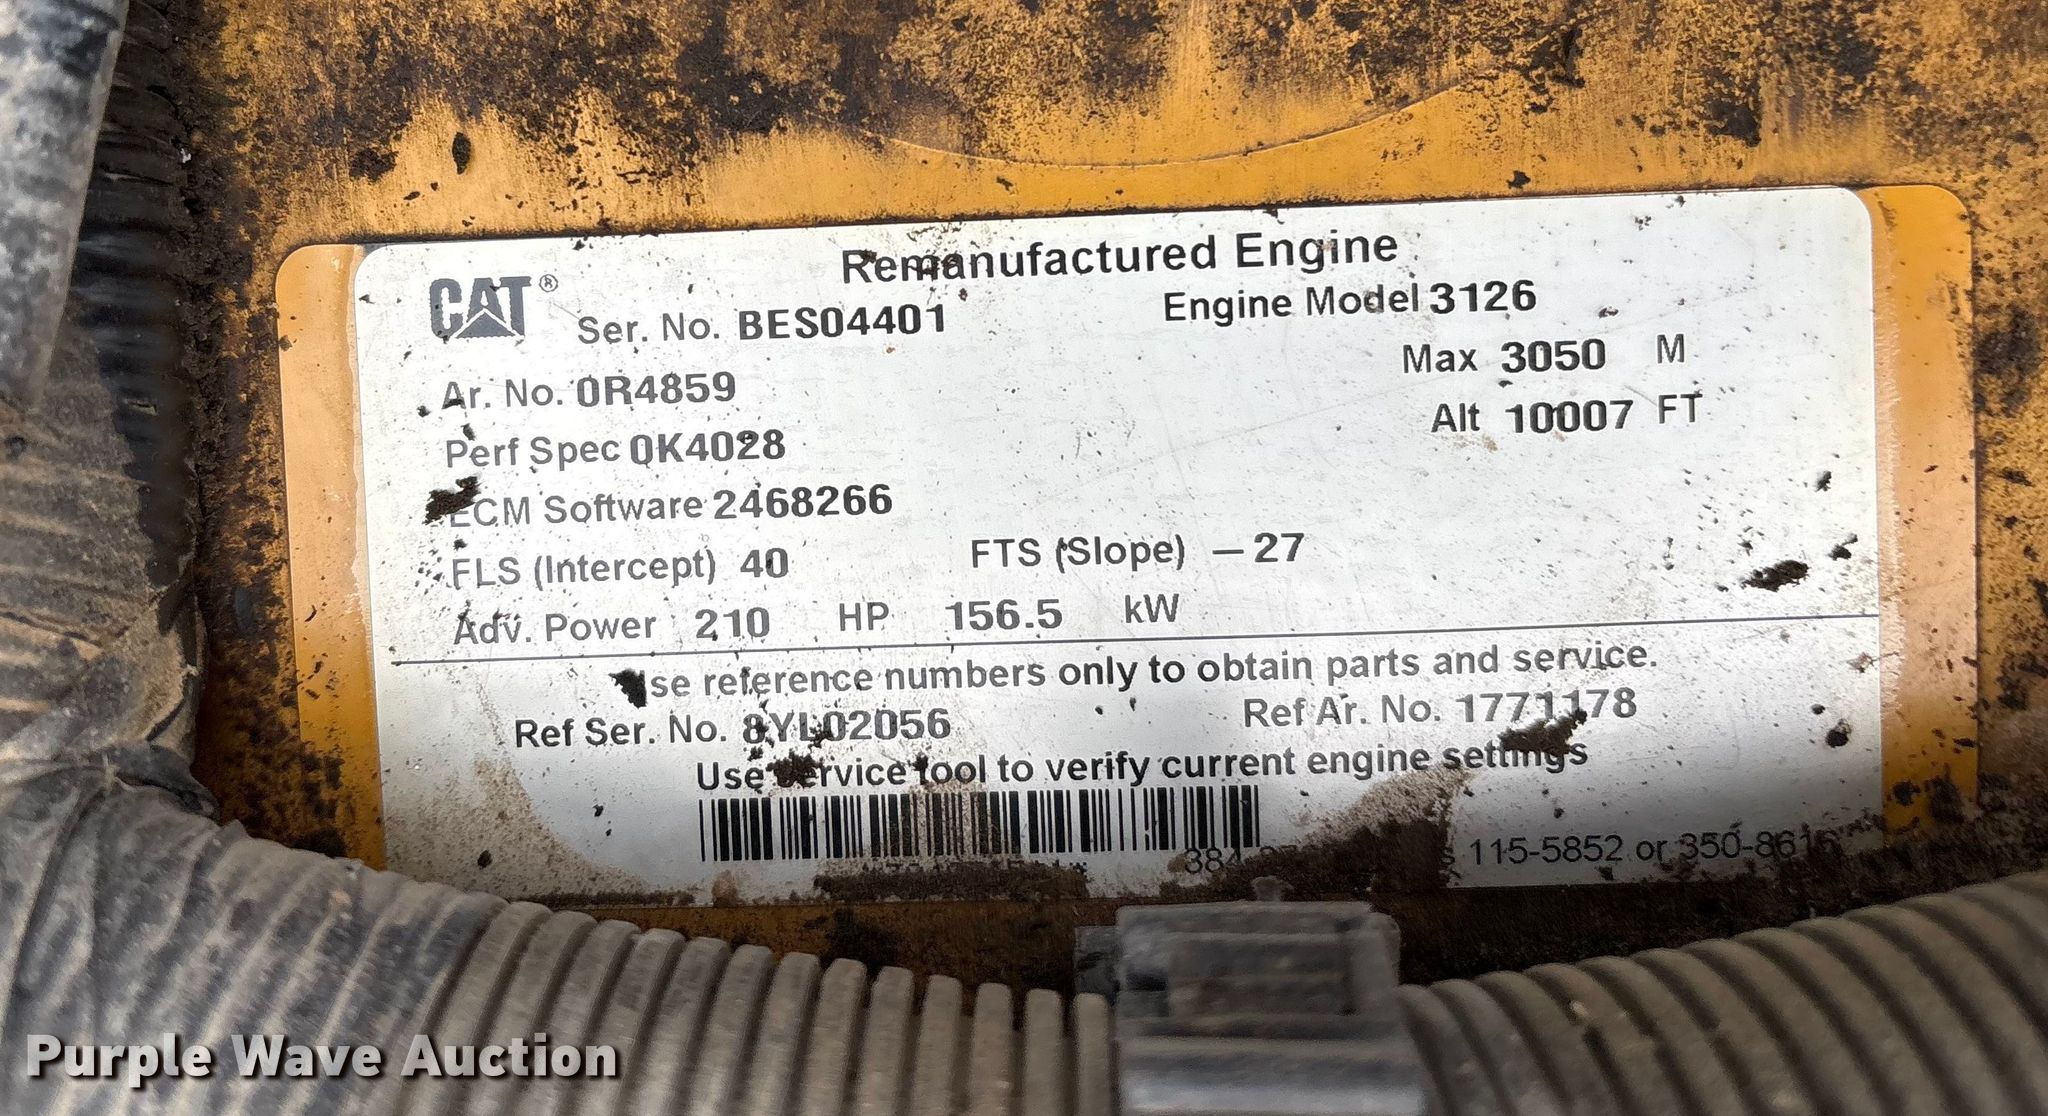 Remanufactured Engine
CAT® Ser. No. BES04401 Engine Model 3126
Ar. No. 0R4859 Max 3050 M
Perf Spec 0K4028 Alt 10007 FT
ECM Software 2468266
FLS (Intercept) 40 FTS (Slope) −27
Adv. Power 210 HP 156.5 kW
Use reference numbers only to obtain parts and service.
Ref Ser. No. 8YL02056 Ref Ar. No. 1771178
Use service tool to verify current engine settings
115-5852 or
Purple Wave Auction